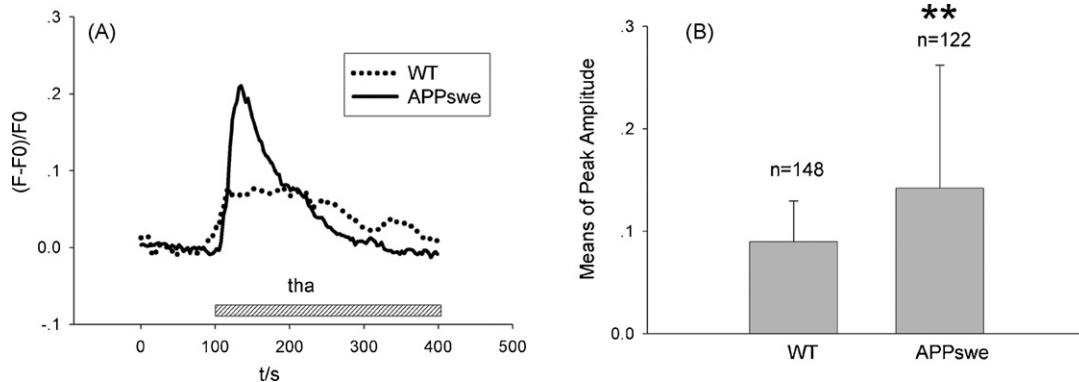 (A)
.3
.2
.1
0.0
-.1
(F-F0)/F0
WT
APPswe
tha
0 100 200 300 400 500
t/s
(B)
.3
.2
.1
0.0
Means of Peak Amplitude
n=148
**
n=122
WT APPswe